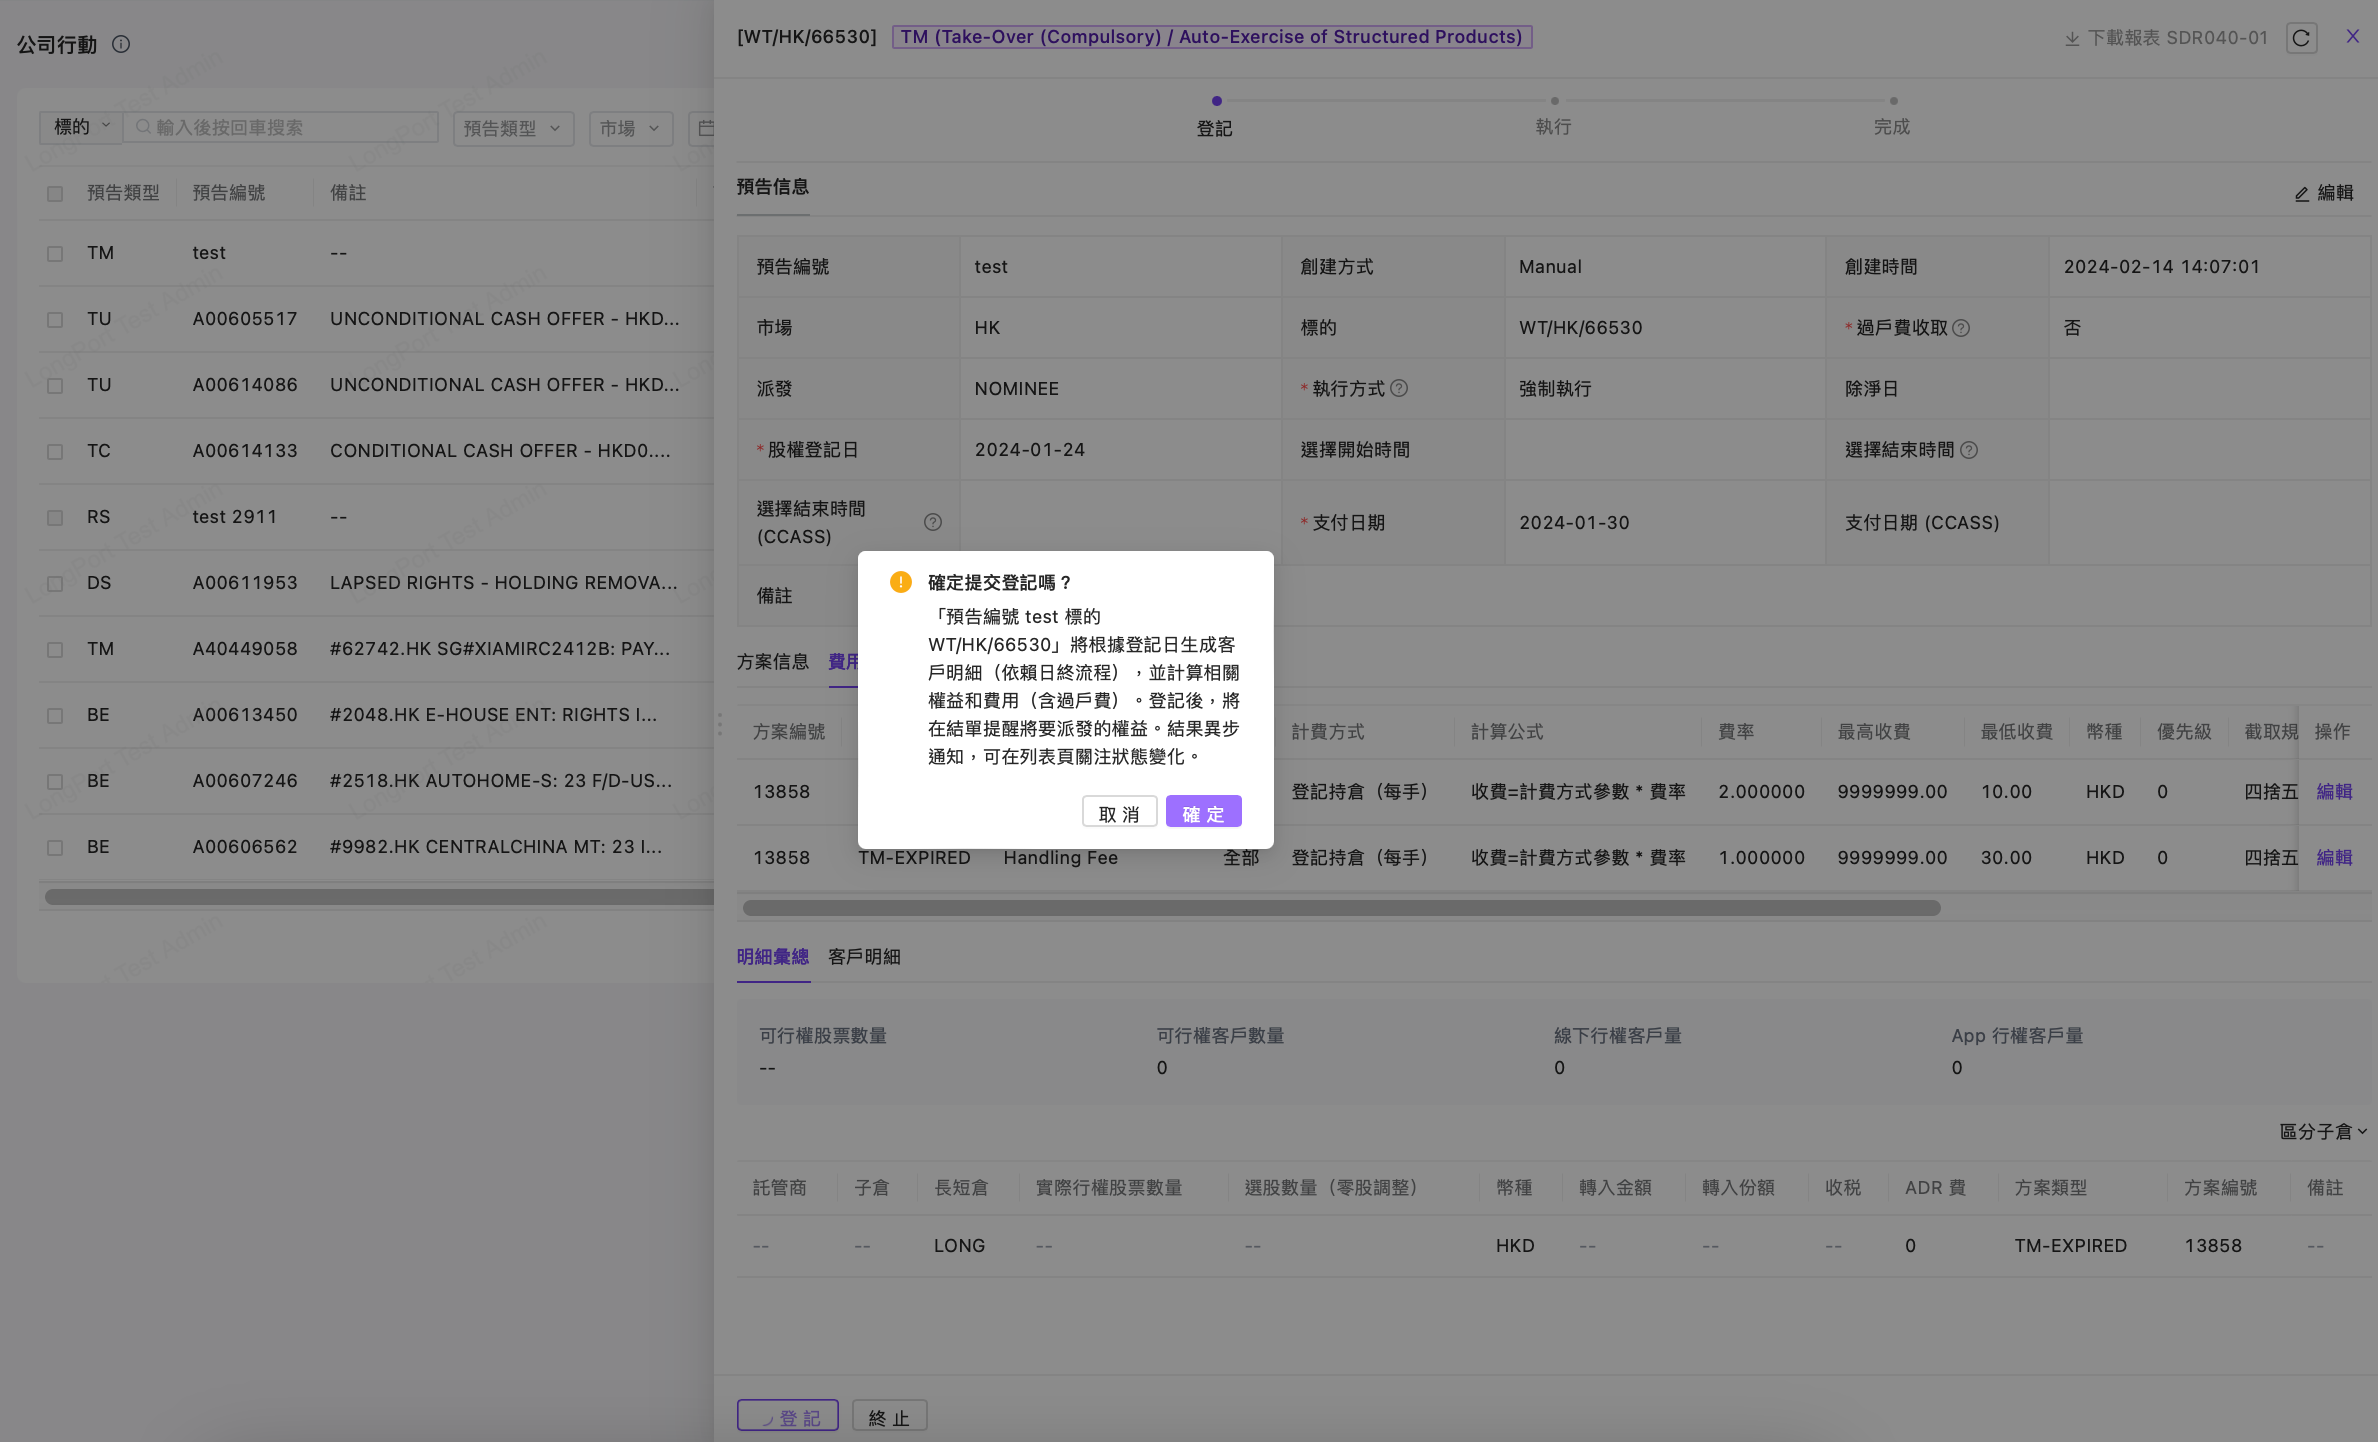 公司行動
標的
輸入後按回車搜索
預告類型
市場
預告類型 預告編號 備註
TM test --
TU A00605517 UNCONDITIONAL CASH OFFER - HKD...
TU A00614086 UNCONDITIONAL CASH OFFER - HKD...
TC A00614133 CONDITIONAL CASH OFFER - HKD0....
RS test 2911 --
DS A00611953 LAPSED RIGHTS - HOLDING REMOVA...
TM A40449058 #62742.HK SG#XIAMIRC2412B: PAY...
BE A00613450 #2048.HK E-HOUSE ENT: RIGHTS I...
BE A00607246 #2518.HK AUTOHOME-S: 23 F/D-US...
BE A00606562 #9982.HK CENTRALCHINA MT: 23 I...
LongPort Test Admin
[WT/HK/66530] TM (Take-Over (Compulsory) / Auto-Exercise of Structured Products)
下載報表 SDR040-01
登記 執行 完成
預告信息
編輯
預告編號 test 創建方式 Manual 創建時間 2024-02-14 14:07:01
市場 HK 標的 WT/HK/66530 *過戶費收取 否
派發 NOMINEE *執行方式 強制執行 除淨日
*股權登記日 2024-01-24 選擇開始時間 選擇結束時間
選擇結束時間
(CCASS) *支付日期 2024-01-30 支付日期 (CCASS)
備註
確定提交登記嗎？
「預告編號 test 標的
WT/HK/66530」將根據登記日生成客
戶明細（依賴日終流程），並計算相關
權益和費用（含過戶費）。登記後，將
在結單提醒將要派發的權益。結果異步
通知，可在列表頁關注狀態變化。
取消 確定
方案信息 費用
方案編號 計費方式 計算公式 費率 最高收費 最低收費 幣種 優先級 截取規 操作
13858 登記持倉（每手） 收費=計費方式參數 * 費率 2.000000 9999999.00 10.00 HKD 0 四捨五 編輯
13858 TM-EXPIRED Handling Fee 全部 登記持倉（每手） 收費=計費方式參數 * 費率 1.000000 9999999.00 30.00 HKD 0 四捨五 編輯
明細彙總 客戶明細
可行權股票數量 可行權客戶數量 線下行權客戶量 App 行權客戶量
-- 0 0 0
區分子倉
託管商 子倉 長短倉 實際行權股票數量 選股數量（零股調整） 幣種 轉入金額 轉入份額 收税 ADR 費 方案類型 方案編號 備註
-- -- LONG -- -- HKD -- -- -- 0 TM-EXPIRED 13858 --
登記 終止